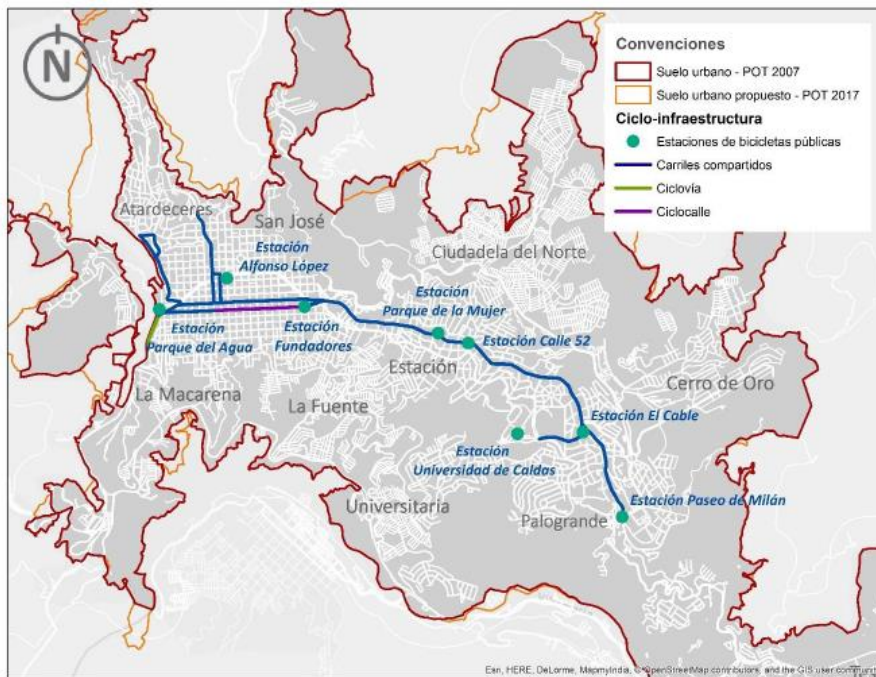 N
Convenciones
Suelo urbano - POT 2007
Suelo urbano propuesto - POT 2017
Ciclo-infraestructura
Estaciones de bicicletas públicas
Carriles compartidos
Ciclovía
Ciclocalle
Atardeceres
San José
Estación
Alfonso López
Ciudadela del Norte
Estación
Parque de la Mujer
Estación
Parque del Agua
Estación
Fundadores
Estación Calle 52
Estación
La Macarena
La Fuente
Cerro de Oro
Estación El Cable
Estación
Universidad de Caldas
Universitaria
Palogrande
Estación Paseo de Milán
Esri, HERE, DeLorme, MapmyIndia, © OpenStreetMap contributors, and the GIS user community